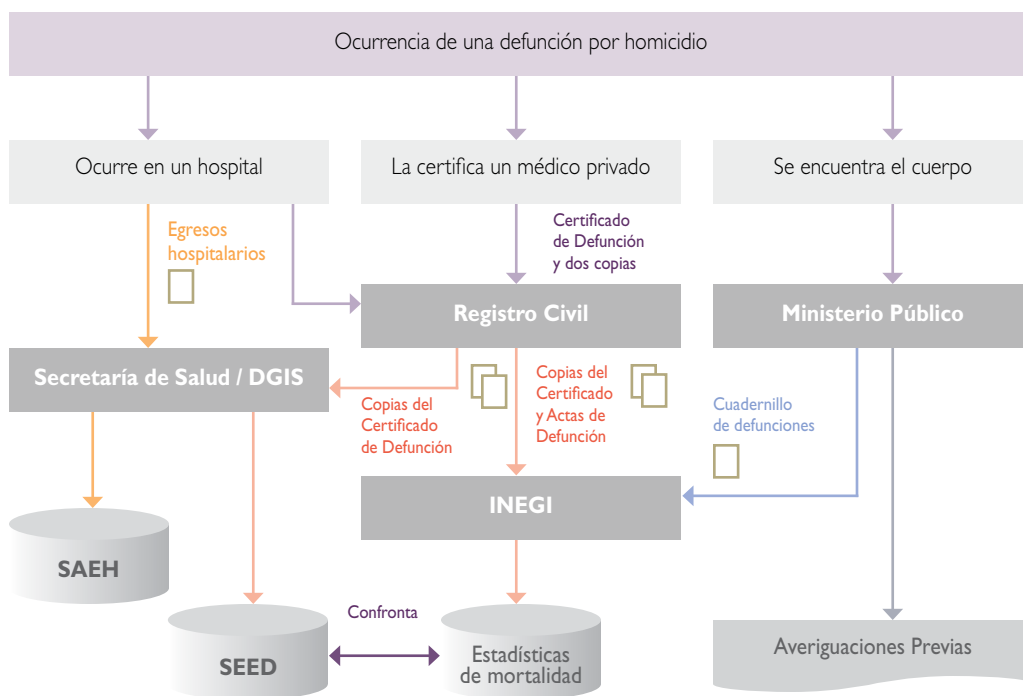 Ocurrencia de una defunción por homicidio
Ocurre en un hospital
La certifica un médico privado
Se encuentra el cuerpo
Egresos
hospitalarios
Certificado
de Defunción
y dos copias
Registro Civil
Ministerio Público
Secretaría de Salud / DGIS
Copias del
Certificado
de Defunción
Copias del
Certificado
y Actas de
Defunción
Cuadernillo
de defunciones
INEGI
SAEH
Confronta
SEED
Estadísticas
de mortalidad
Averiguaciones Previas